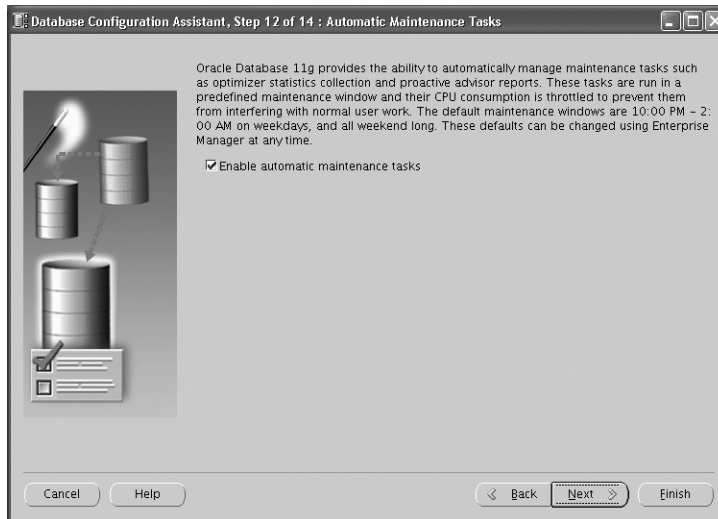 Database Configuration Assistant, Step 12 of 14 : Automatic Maintenance Tasks
Oracle Database 11g provides the ability to automatically manage maintenance tasks such
as optimizer statistics collection and proactive advisor reports. These tasks are run in a
predefined maintenance window and their CPU consumption is throttled to prevent them
from interfering with normal user work. The default maintenance windows are 10:00 PM - 2:
00 AM on weekdays, and all weekend long. These defaults can be changed using Enterprise
Manager at any time.
Enable automatic maintenance tasks
Cancel Help Back Next Finish